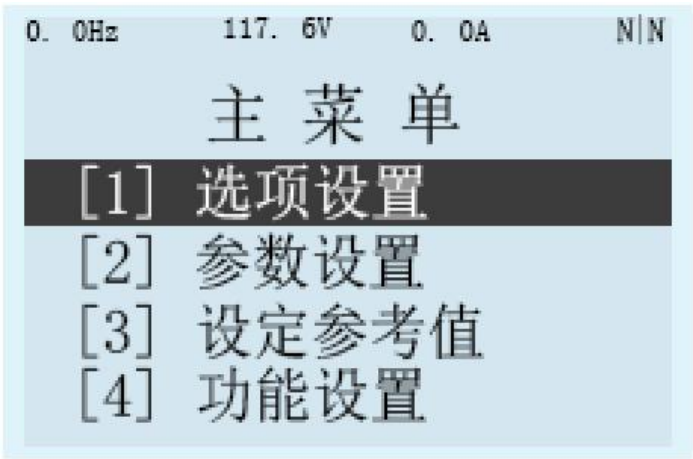 0. 0Hz 117. 6V 0. 0A N|N
主 菜 单
[1] 选项设置
[2] 参数设置
[3] 设定参考值
[4] 功能设置